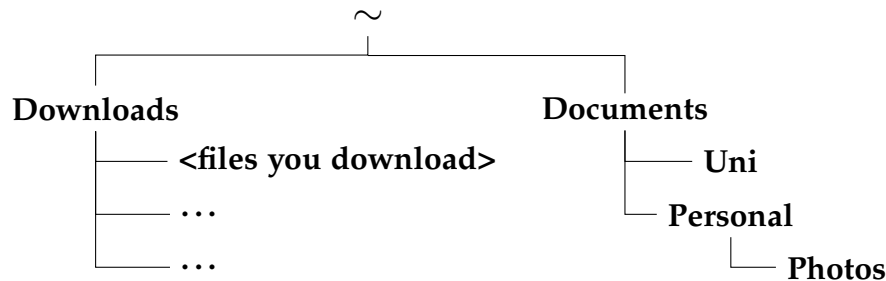 ~
Downloads Documents
<files you download> Uni
... Personal
... Photos